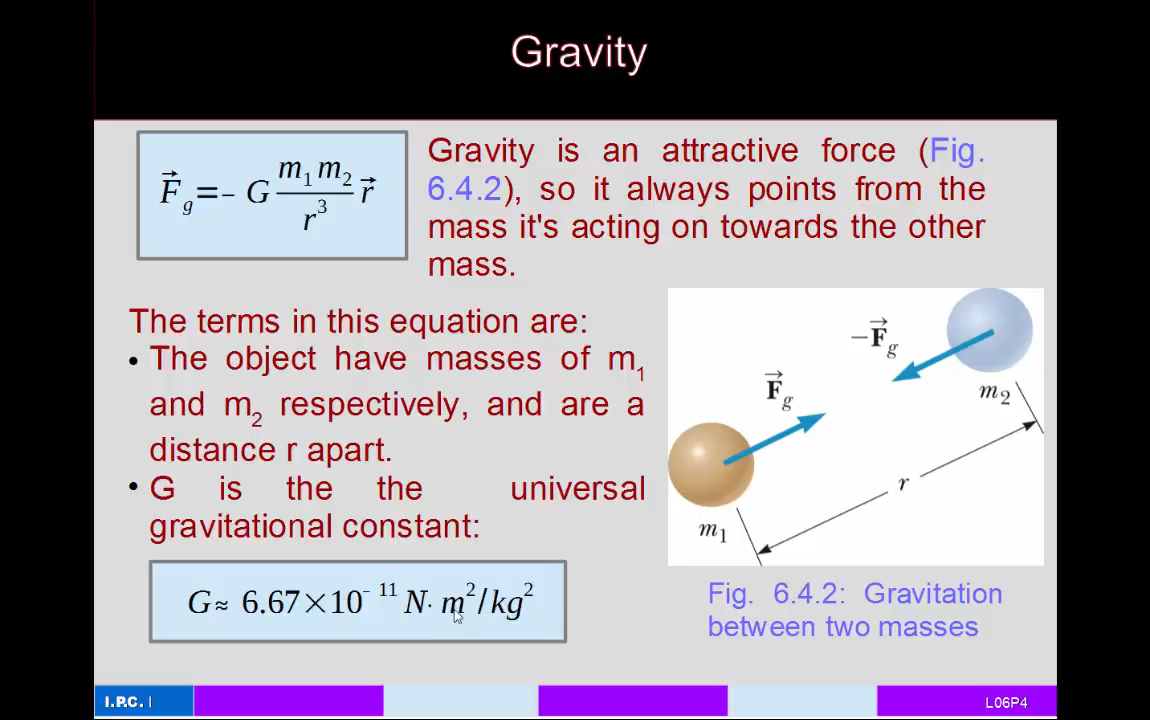 Gravity
F⃗g = − G m₁ m₂ / r³ r⃗
Gravity is an attractive force (Fig.
6.4.2), so it always points from the
mass it's acting on towards the other
mass.
The terms in this equation are:
• The object have masses of m₁
and m₂ respectively, and are a
distance r apart.
• G is the the universal
gravitational constant:
G≈ 6.67×10⁻¹¹ N· m²/kg²
−F⃗g
F⃗g
m₂
r
m₁
Fig. 6.4.2: Gravitation
between two masses
I.P.C. I
L06P4